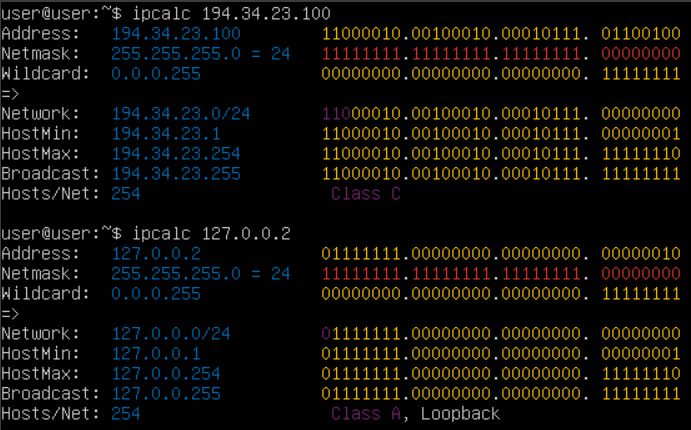 user@user:~$ ipcalc 194.34.23.100
Address:   194.34.23.100        11000010.00100010.00010111. 01100100
Netmask:   255.255.255.0 = 24   11111111.11111111.11111111. 00000000
Wildcard:  0.0.0.255            00000000.00000000.00000000. 11111111
=>
Network:   194.34.23.0/24       11000010.00100010.00010111. 00000000
HostMin:   194.34.23.1          11000010.00100010.00010111. 00000001
HostMax:   194.34.23.254        11000010.00100010.00010111. 11111110
Broadcast: 194.34.23.255        11000010.00100010.00010111. 11111111
Hosts/Net: 254                   Class C

user@user:~$ ipcalc 127.0.0.2
Address:   127.0.0.2            01111111.00000000.00000000. 00000010
Netmask:   255.255.255.0 = 24   11111111.11111111.11111111. 00000000
Wildcard:  0.0.0.255            00000000.00000000.00000000. 11111111
=>
Network:   127.0.0.0/24         01111111.00000000.00000000. 00000000
HostMin:   127.0.0.1            01111111.00000000.00000000. 00000001
HostMax:   127.0.0.254          01111111.00000000.00000000. 11111110
Broadcast: 127.0.0.255          01111111.00000000.00000000. 11111111
Hosts/Net: 254                   Class A, Loopback